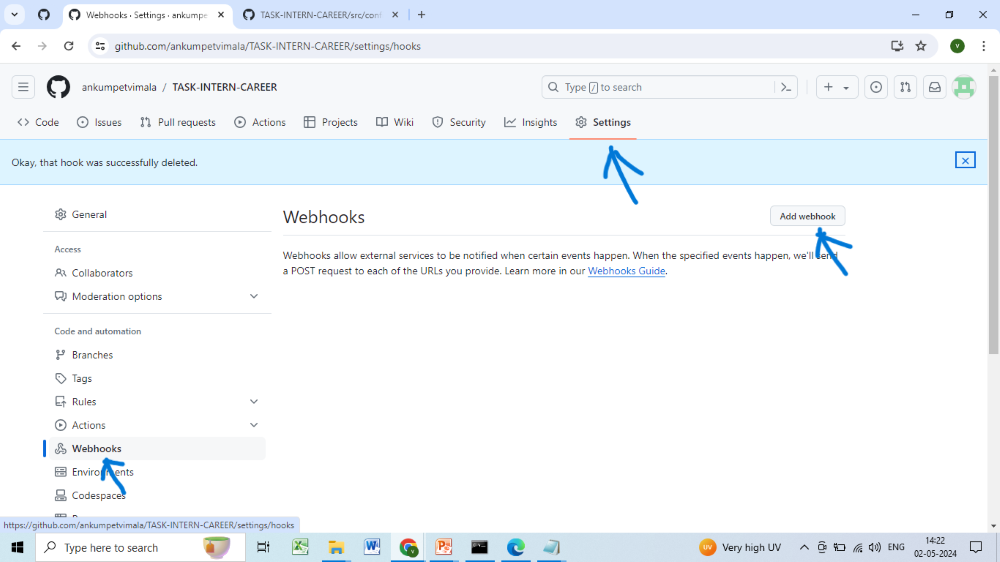 Webhooks · Settings · ankumpe
TASK-INTERN-CAREER/src/cont
github.com/ankumpetvimala/TASK-INTERN-CAREER/settings/hooks
V
ankumpetvimala / TASK-INTERN-CAREER
Type / to search
Code
Issues
Pull requests
Actions
Projects
Wiki
Security
Insights
Settings
Okay, that hook was successfully deleted.
General
Access
Collaborators
Moderation options
Code and automation
Branches
Tags
Rules
Actions
Webhooks
Environments
Codespaces
Webhooks
Add webhook
Webhooks allow external services to be notified when certain events happen. When the specified events happen, we'll send
a POST request to each of the URLs you provide. Learn more in our Webhooks Guide.
https://github.com/ankumpetvimala/TASK-INTERN-CAREER/settings/hooks
Type here to search
UV
Very high UV
ENG
14:22
02-05-2024